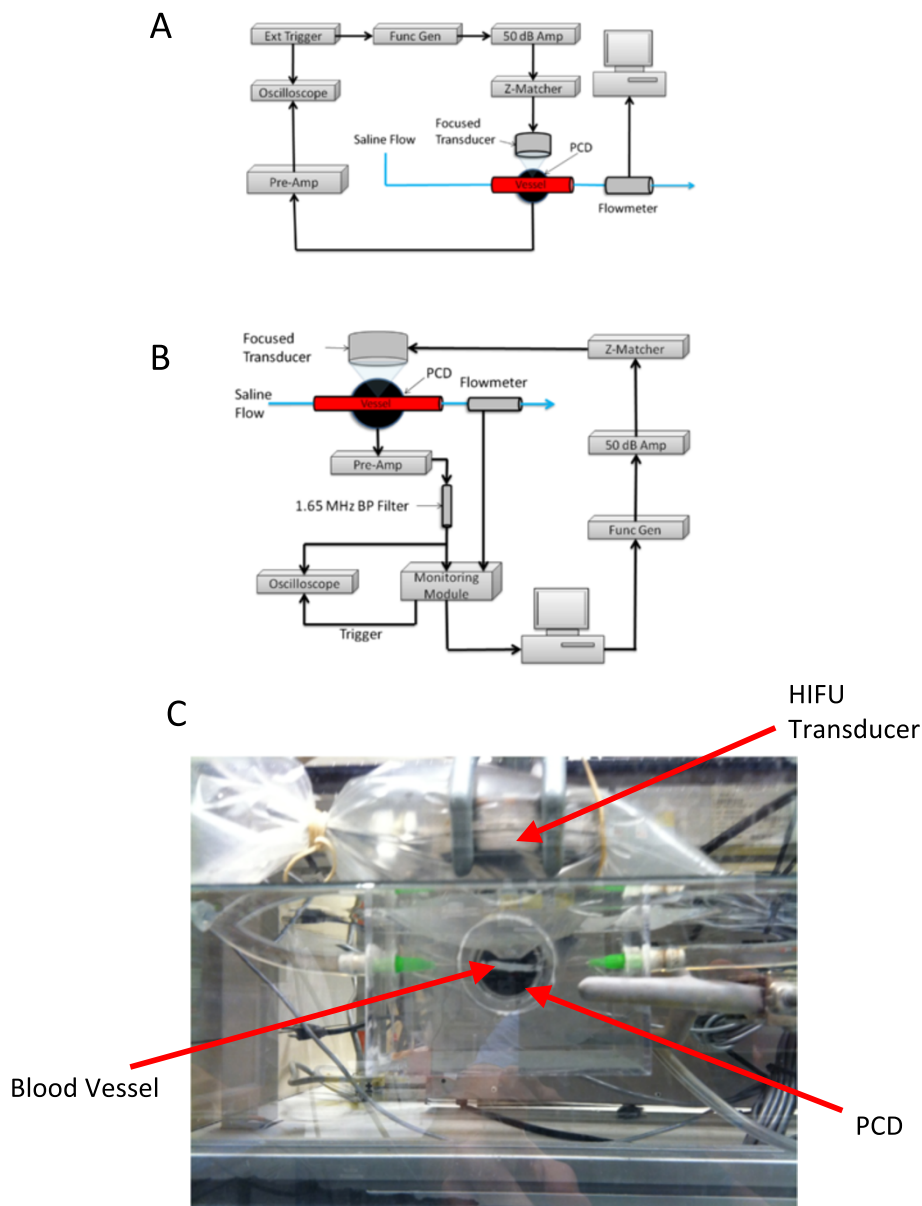 A
Ext Trigger
Func Gen
50 dB Amp
Oscilloscope
Z-Matcher
Focused
Transducer
Saline Flow
PCD
Pre-Amp
Vessel
Flowmeter
B
Focused
Transducer
Z-Matcher
PCD
Flowmeter
Saline
Flow
Vessel
50 dB Amp
Pre-Amp
1.65 MHz BP Filter
Func Gen
Oscilloscope
Monitoring
Module
Trigger
C
HIFU
Transducer
Blood Vessel
PCD